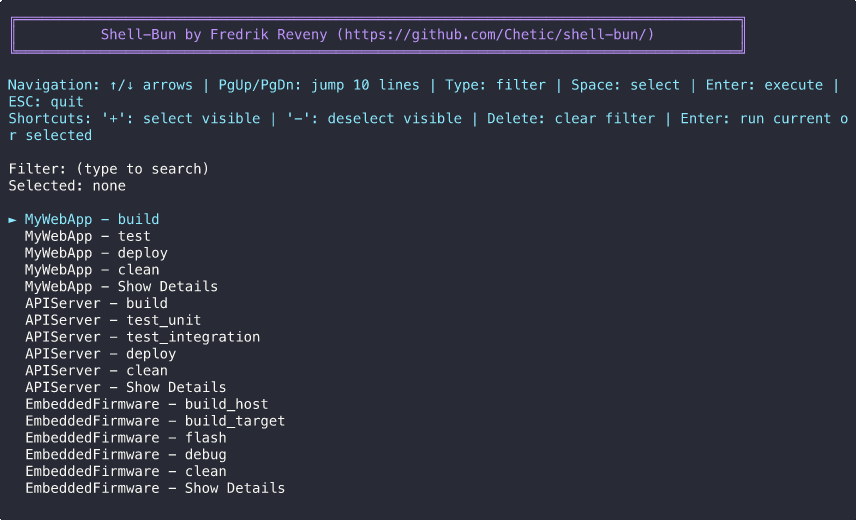 Shell-Bun by Fredrik Reveny (https://github.com/Chetic/shell-bun/)
Navigation: ↑/↓ arrows | PgUp/PgDn: jump 10 lines | Type: filter | Space: select | Enter: execute |
ESC: quit
Shortcuts: '+': select visible | '-': deselect visible | Delete: clear filter | Enter: run current o
r selected
Filter: (type to search)
Selected: none
► MyWebApp - build
MyWebApp - test
MyWebApp - deploy
MyWebApp - clean
MyWebApp - Show Details
APIServer - build
APIServer - test_unit
APIServer - test_integration
APIServer - deploy
APIServer - clean
APIServer - Show Details
EmbeddedFirmware - build_host
EmbeddedFirmware - build_target
EmbeddedFirmware - flash
EmbeddedFirmware - debug
EmbeddedFirmware - clean
EmbeddedFirmware - Show Details